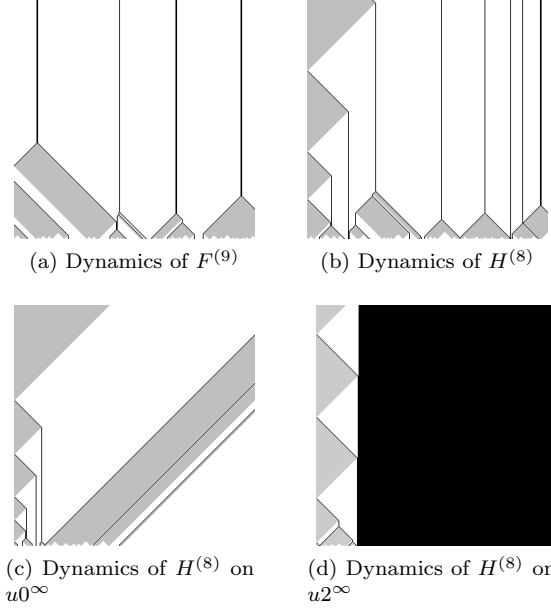 (a) Dynamics of F⁽⁹⁾
(b) Dynamics of H⁽⁸⁾
(c) Dynamics of H⁽⁸⁾ on
u0^∞
(d) Dynamics of H⁽⁸⁾ on
u2^∞